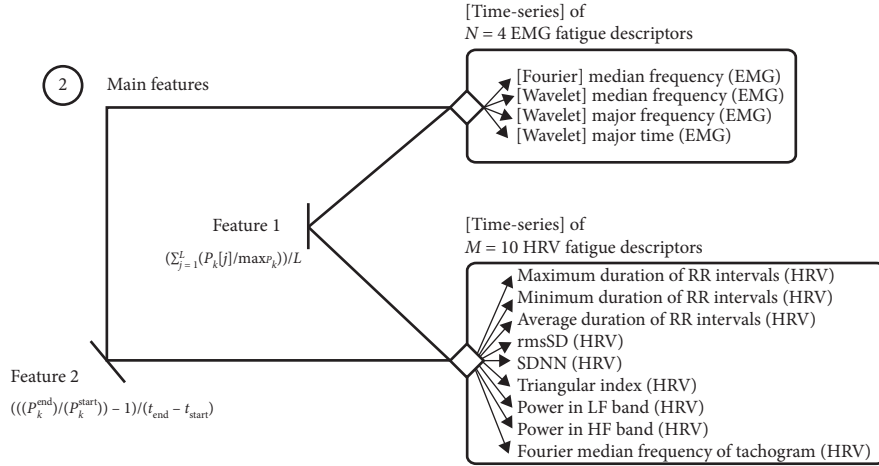 [Time-series] of
N = 4 EMG fatigue descriptors
2 Main features
[Fourier] median frequency (EMG)
[Wavelet] median frequency (EMG)
[Wavelet] major frequency (EMG)
[Wavelet] major time (EMG)
Feature 1
(Σ_{j=1}^{L}(P_k[j]/max_{P_k}))/L
[Time-series] of
M = 10 HRV fatigue descriptors
Maximum duration of RR intervals (HRV)
Minimum duration of RR intervals (HRV)
Average duration of RR intervals (HRV)
rmsSD (HRV)
SDNN (HRV)
Triangular index (HRV)
Power in LF band (HRV)
Power in HF band (HRV)
Fourier median frequency of tachogram (HRV)
Feature 2
(((P_k^{end})/(P_k^{start})) – 1)/(t_{end} – t_{start})